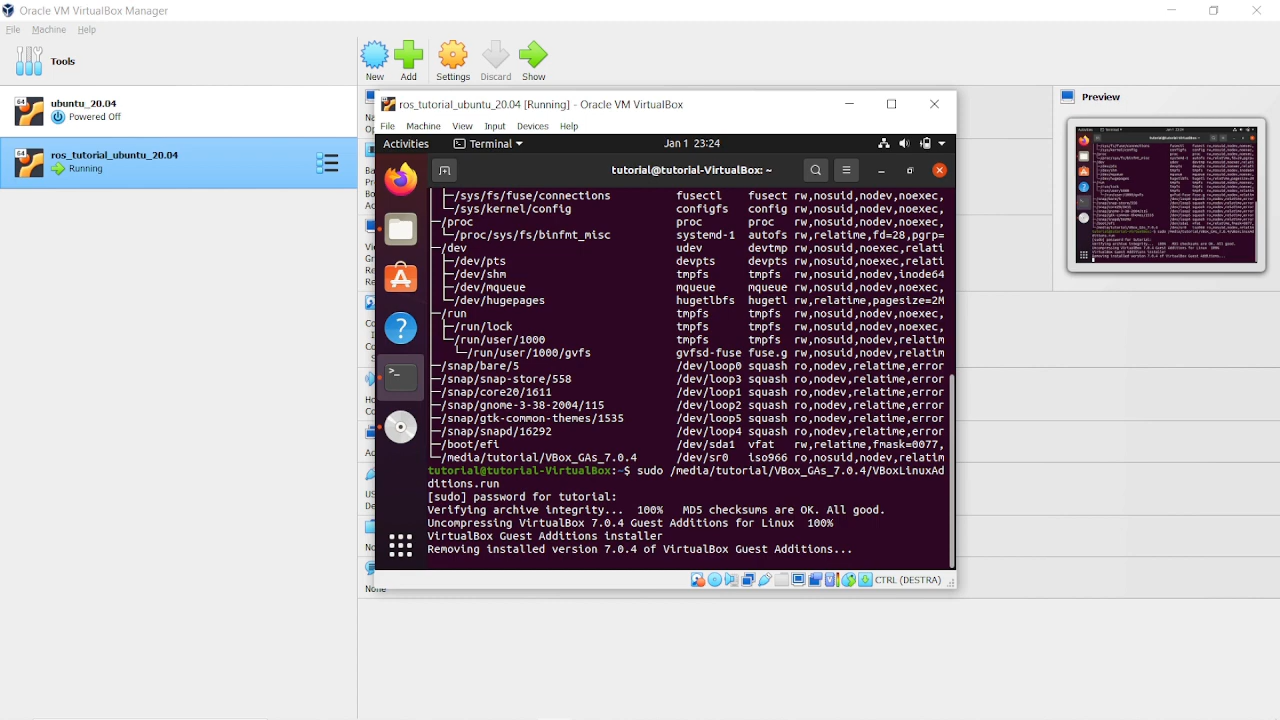 Oracle VM VirtualBox Manager
File Machine Help
Tools
New Add Settings Discard Show
ubuntu_20.04
Powered Off
ros_tutorial_ubuntu_20.04
Running
Preview
ros_tutorial_ubuntu_20.04 [Running] - Oracle VM VirtualBox
File Machine View Input Devices Help
Activities Terminal Jan 1 23:24
tutorial@tutorial-VirtualBox: ~
/sys/kernel/config configfs config rw,nosuid,nodev,noexec,
/proc proc proc rw,nosuid,nodev,noexec,
/proc/sys/fs/binfmt_misc systemd-1 autofs rw,relatime,fd=28,pgrp=
/dev udev devtmp rw,nosuid,noexec,relati
/dev/pts devpts devpts rw,nosuid,noexec,relati
/dev/shm tmpfs tmpfs rw,nosuid,nodev,inode64
/dev/mqueue mqueue mqueue rw,nosuid,nodev,noexec,
/dev/hugepages hugetlbfs hugetl rw,relatime,pagesize=2M
/run tmpfs tmpfs rw,nosuid,nodev,noexec,
/run/lock tmpfs tmpfs rw,nosuid,nodev,noexec,
/run/user/1000 tmpfs tmpfs rw,nosuid,nodev,relatim
/run/user/1000/gvfs gvfsd-fuse fuse.g rw,nosuid,nodev,relatim
/snap/bare/5 /dev/loop0 squash ro,nodev,relatime,error
/snap/snap-store/558 /dev/loop3 squash ro,nodev,relatime,error
/snap/core20/1611 /dev/loop1 squash ro,nodev,relatime,error
/snap/gnome-3-38-2004/115 /dev/loop2 squash ro,nodev,relatime,error
/snap/gtk-common-themes/1535 /dev/loop5 squash ro,nodev,relatime,error
/snap/snapd/16292 /dev/loop4 squash ro,nodev,relatime,error
/boot/efi /dev/sda1 vfat rw,relatime,fmask=0077,
/media/tutorial/VBox_GAs_7.0.4 /dev/sr0 iso966 ro,nosuid,nodev,relatim
tutorial@tutorial-VirtualBox:~$ sudo /media/tutorial/VBox_GAs_7.0.4/VBoxLinuxAd
ditions.run
[sudo] password for tutorial:
Verifying archive integrity... 100% MD5 checksums are OK. All good.
Uncompressing VirtualBox 7.0.4 Guest Additions for Linux 100%
VirtualBox Guest Additions installer
Removing installed version 7.0.4 of VirtualBox Guest Additions...
CTRL (DESTRA)
None